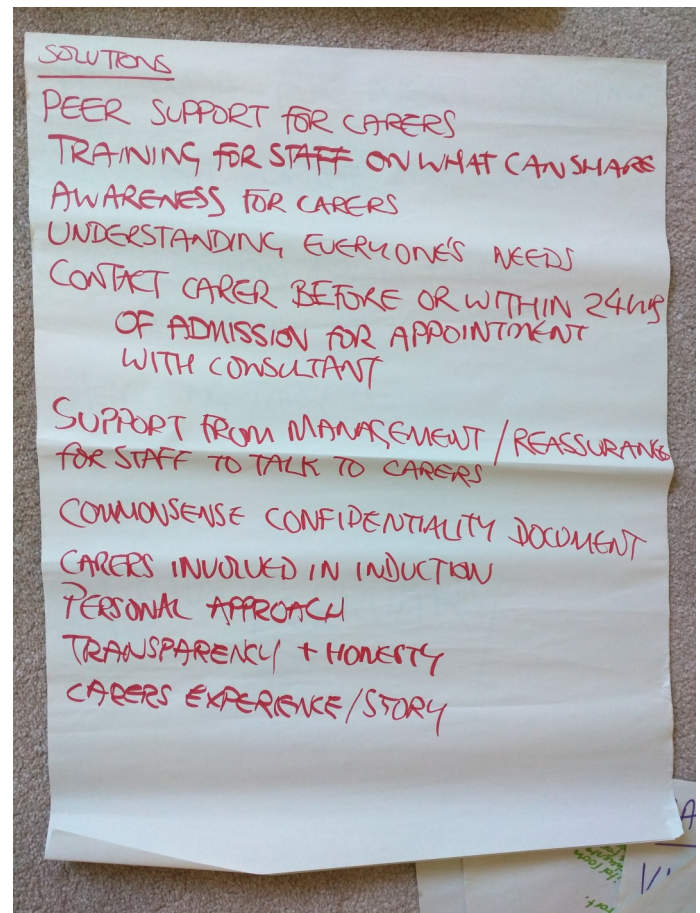 SOLUTIONS
PEER SUPPORT FOR CARERS
TRAINING FOR STAFF ON WHAT CAN SHARE
AWARENESS FOR CARERS
UNDERSTANDING EVERYONE'S NEEDS
CONTACT CARER BEFORE OR WITHIN 24HRS
OF ADMISSION FOR APPOINTMENT
WITH CONSULTANT
SUPPORT FROM MANAGEMENT / REASSURANCE
FOR STAFF TO TALK TO CARERS
COMMONSENSE CONFIDENTIALITY DOCUMENT
CARERS INVOLVED IN INDUCTION
PERSONAL APPROACH
TRANSPARENCY + HONESTY
CARERS EXPERIENCE/STORY